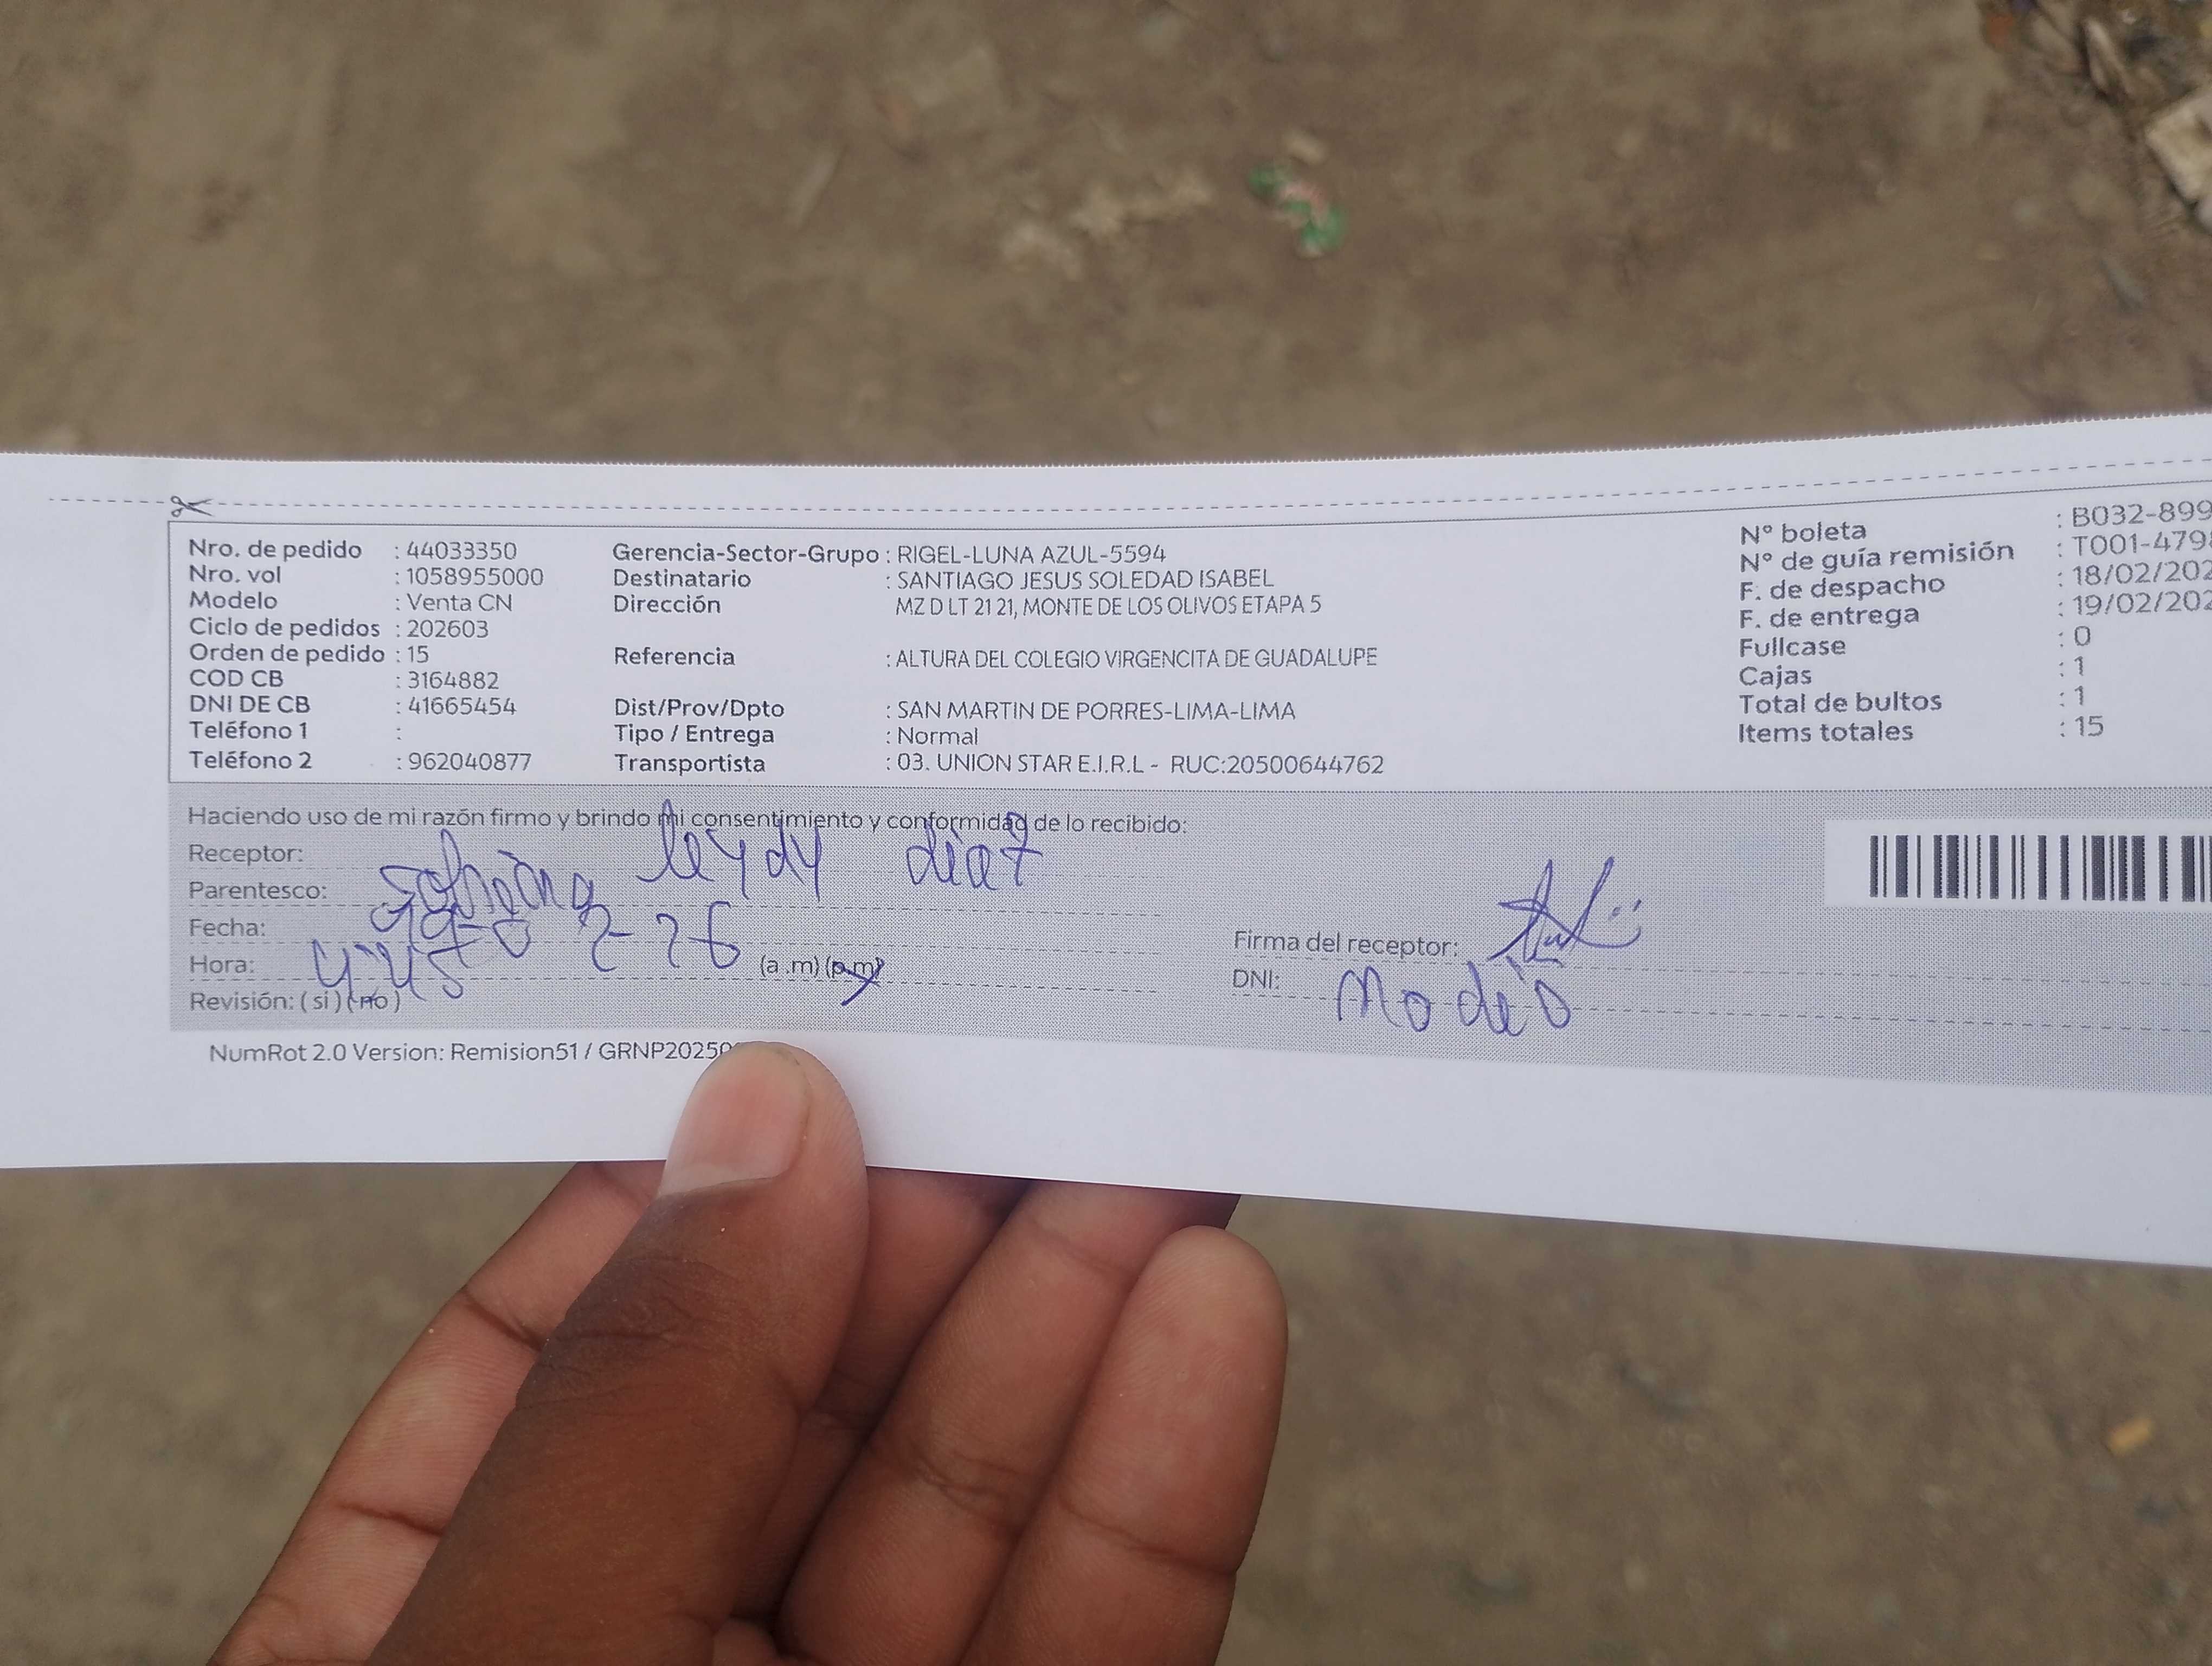 Nro. de pedido : 44033350
Nro. vol : 1058955000
Modelo : Venta CN
Ciclo de pedidos : 202603
Orden de pedido : 15
COD CB : 3164882
DNI DE CB : 41665454
Teléfono 1 :
Teléfono 2 : 962040877
Gerencia-Sector-Grupo : RIGEL-LUNA AZUL-5594
Destinatario : SANTIAGO JESUS SOLEDAD ISABEL
Dirección MZ D LT 21 21, MONTE DE LOS OLIVOS ETAPA 5
Referencia : ALTURA DEL COLEGIO VIRGENCITA DE GUADALUPE
Dist/Prov/Dpto : SAN MARTIN DE PORRES-LIMA-LIMA
Tipo / Entrega : Normal
Transportista : 03. UNION STAR E.I.R.L - RUC:20500644762
N° boleta : B032-899
N° de guía remisión : T001-479
F. de despacho : 18/02/202
F. de entrega : 19/02/202
Fullcase : 0
Cajas : 1
Total de bultos : 1
Items totales : 15
Haciendo uso de mi razón firmo y brindo mi consentimiento y conformidad de lo recibido:
Receptor: leydy diaz
Parentesco:
Fecha: 19-02-26
Hora: 4:45 (a.m) (p.m)
Revisión: ( si ) ( no )
Firma del receptor:
DNI: No dio
NumRot 2.0 Version: Remision51 / GRNP2025